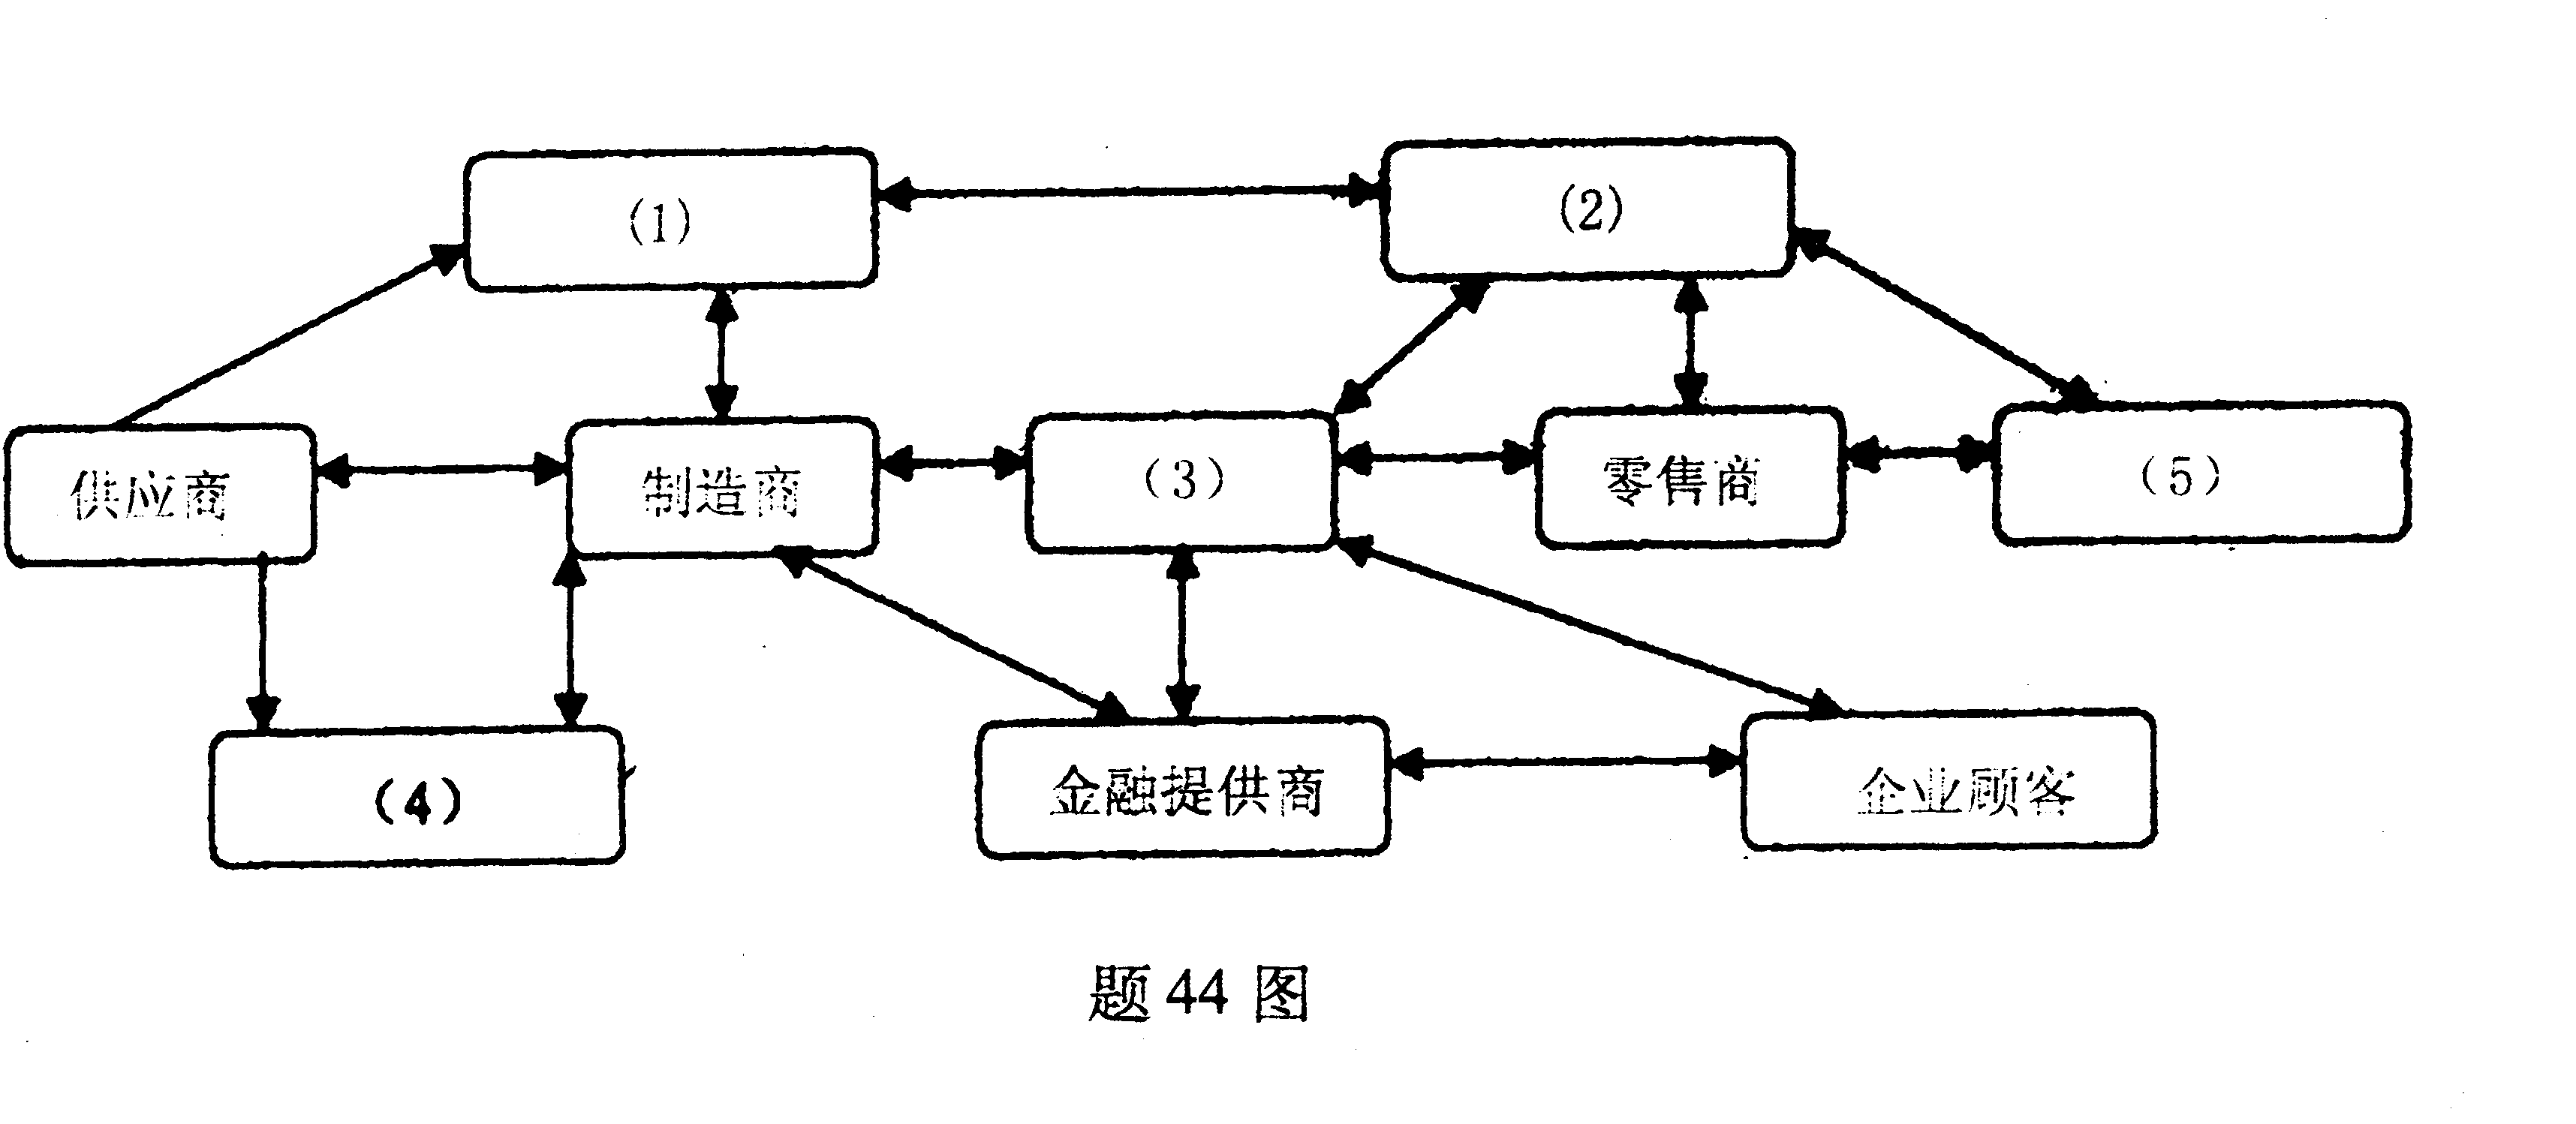 (1)
(2)
供应商
制造商
(3)
零售商
(5)
(4)
金融提供商
企业顾客
题 44 图